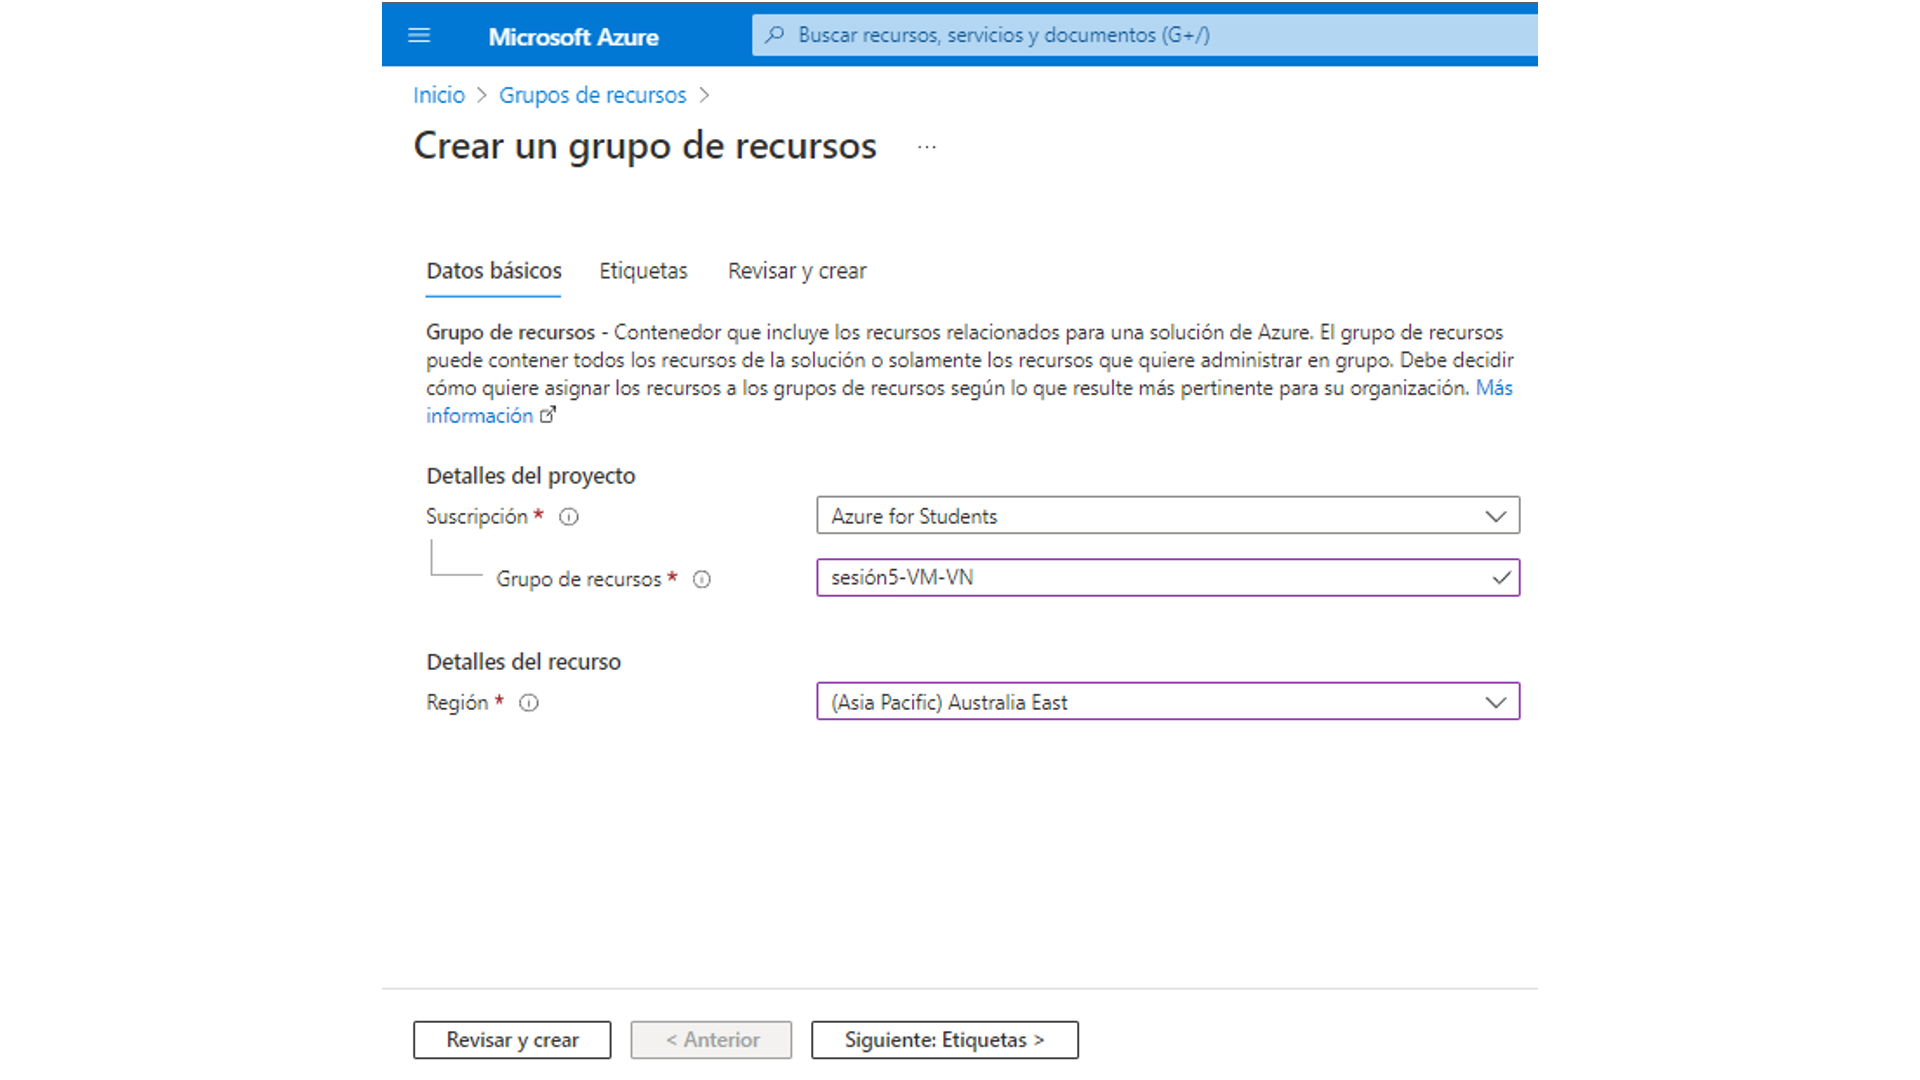 Microsoft Azure
Buscar recursos, servicios y documentos (G+/)
Inicio > Grupos de recursos >
Crear un grupo de recursos ...
Datos básicos Etiquetas Revisar y crear
Grupo de recursos - Contenedor que incluye los recursos relacionados para una solución de Azure. El grupo de recursos
puede contener todos los recursos de la solución o solamente los recursos que quiere administrar en grupo. Debe decidir
cómo quiere asignar los recursos a los grupos de recursos según lo que resulte más pertinente para su organización. Más
información
Detalles del proyecto
Suscripción * Azure for Students
Grupo de recursos * sesión5-VM-VN
Detalles del recurso
Región * (Asia Pacific) Australia East
Revisar y crear < Anterior Siguiente: Etiquetas >